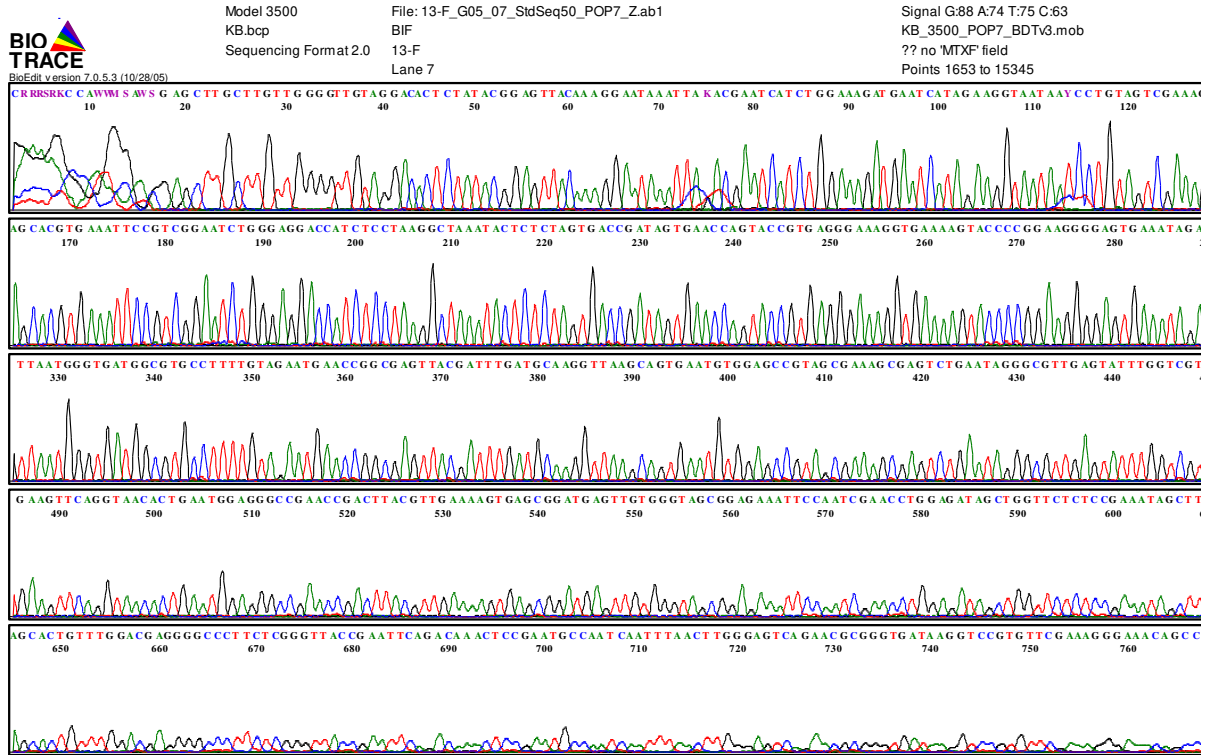 Model 3500 File: 13-F_G05_07_StdSeq50_POP7_Z.ab1 Signal G:88 A:74 T:75 C:63
KB.bcp BIF KB_3500_POP7_BDTv3.mob
Sequencing Format 2.0 13-F ?? no 'MTXF' field
Lane 7 Points 1653 to 15345
BIO
TRACE
BioEdit version 7.0.5.3 (10/28/05)
CRRRSRKCCAWWMSAWSGAGCTTGCTTGTTGGGGTTGTAGGACACTCTATACGGAGTTACAAAGGAATAAATTAKACGAATCATCTGGAAAGATGAATCATAGAAGGTAATAAYCCTGTAGTCGAAAG
10 20 30 40 50 60 70 80 90 100 110 120
AGCACGTGAAATTCCGTCGGAATCTGGGAGGACCATCTCCTAAGGCTAAATACTCTCTAGTGACCGATAGTGAACCAGTACCGTGAGGGAAAGGTGAAAAGTACCCCGGAAGGGGAGTGAAATAGA
170 180 190 200 210 220 230 240 250 260 270 280
TTAATGGGTGATGGCGTGCCTTTTGTAGAATGAACCGGCGAGTTACGATTTGATGCAAGGTTAAGCAGTGAATGTGGAGCCGTAGCGAAAGCGAGTCTGAATAGGGCGTTGAGTATTTGGTCGT
330 340 350 360 370 380 390 400 410 420 430 440
GAAGTTCAGGTAACACTGAATGGAGGGCCGAACCGACTTACGTTGAAAAGTGAGCGGATGAGTTGTGGGTAGCGGAGAAATTCCAATCGAACCTGGAGATAGCTGGTTCTCTCCGAAATAGCTT
490 500 510 520 530 540 550 560 570 580 590 600
AGCACTGTTTGGACGAGGGGCCCTTCTCGGGTTACCGAATTCAGACAAACTCCGAATGCCAATCAATTTAACTTGGGAGTCAGAACGCGGGTGATAAGGTCCGTGTTCGAAAGGGAAACAGCC
650 660 670 680 690 700 710 720 730 740 750 760